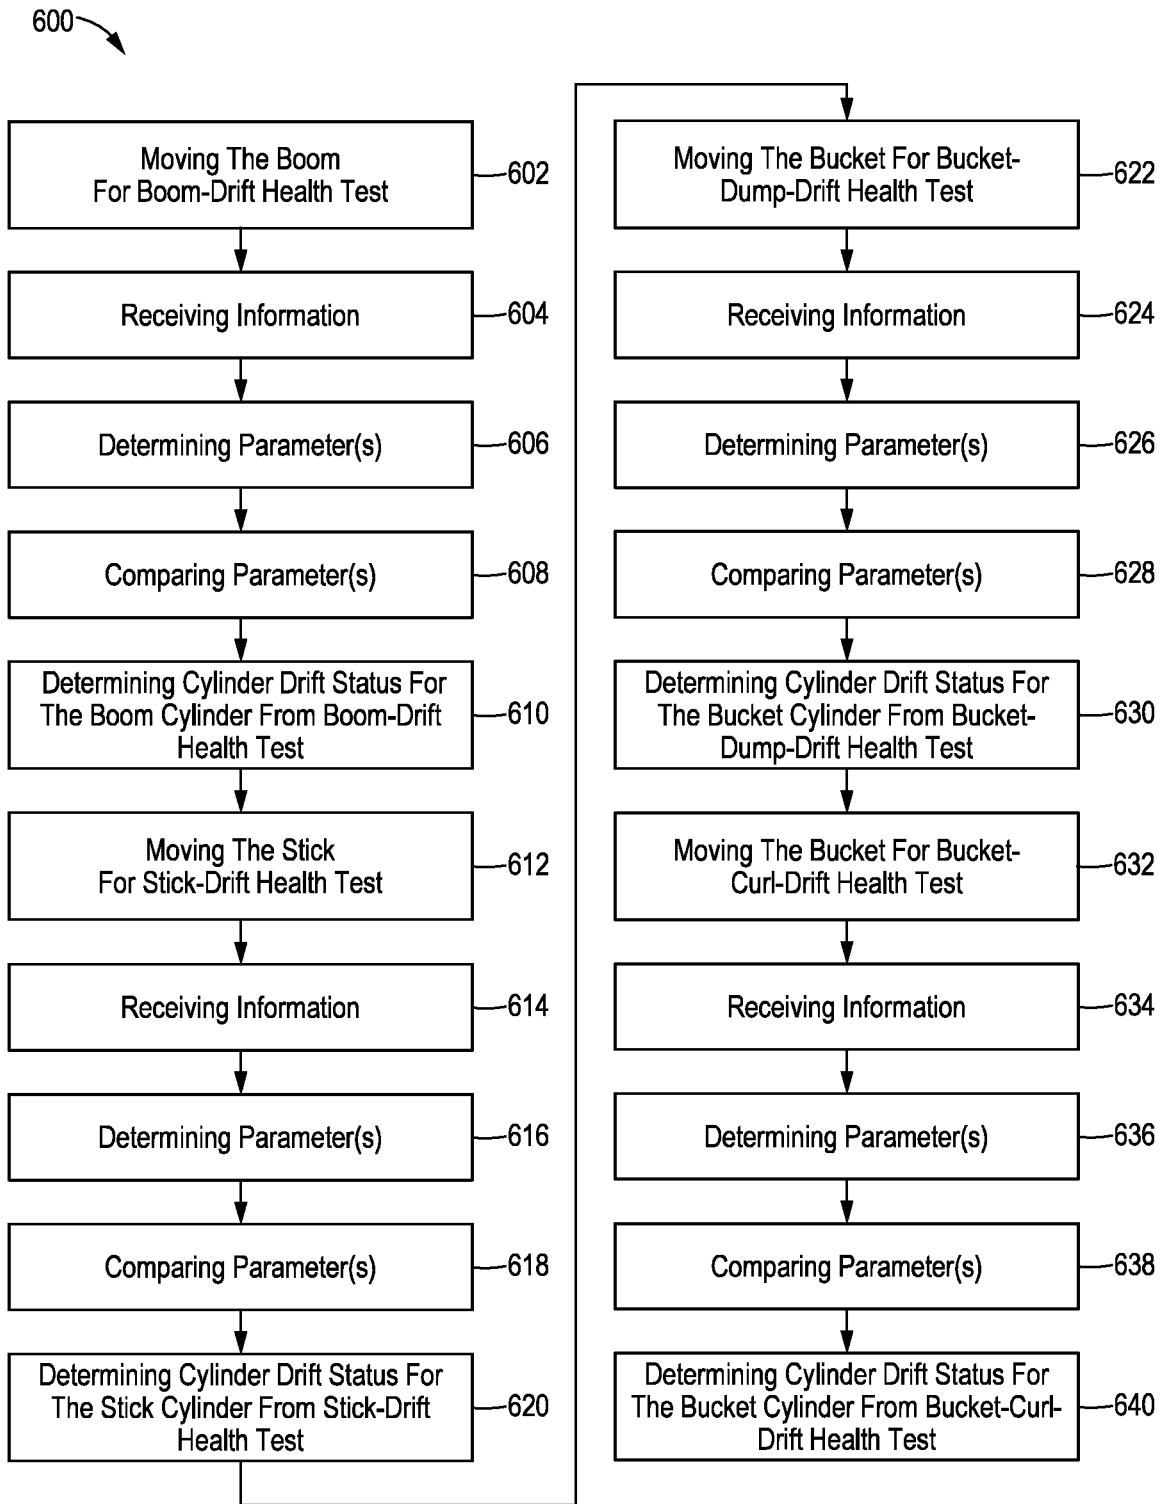 600
Moving The Boom
For Boom-Drift Health Test
602
Receiving Information
604
Determining Parameter(s)
606
Comparing Parameter(s)
608
Determining Cylinder Drift Status For
The Boom Cylinder From Boom-Drift
Health Test
610
Moving The Stick
For Stick-Drift Health Test
612
Receiving Information
614
Determining Parameter(s)
616
Comparing Parameter(s)
618
Determining Cylinder Drift Status For
The Stick Cylinder From Stick-Drift
Health Test
620
Moving The Bucket For Bucket-
Dump-Drift Health Test
622
Receiving Information
624
Determining Parameter(s)
626
Comparing Parameter(s)
628
Determining Cylinder Drift Status For
The Bucket Cylinder From Bucket-
Dump-Drift Health Test
630
Moving The Bucket For Bucket-
Curl-Drift Health Test
632
Receiving Information
634
Determining Parameter(s)
636
Comparing Parameter(s)
638
Determining Cylinder Drift Status For
The Bucket Cylinder From Bucket-Curl-
Drift Health Test
640